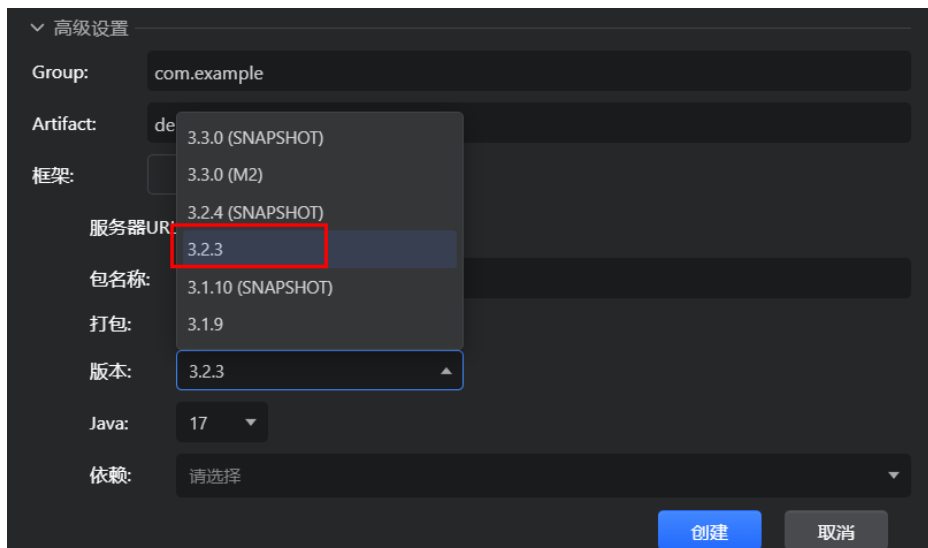 高级设置
Group: com.example
Artifact: de
3.3.0 (SNAPSHOT)
框架:
3.3.0 (M2)
3.2.4 (SNAPSHOT)
服务器UR
3.2.3
包名称:
3.1.10 (SNAPSHOT)
打包:
3.1.9
版本: 3.2.3
Java: 17
依赖: 请选择
创建 取消